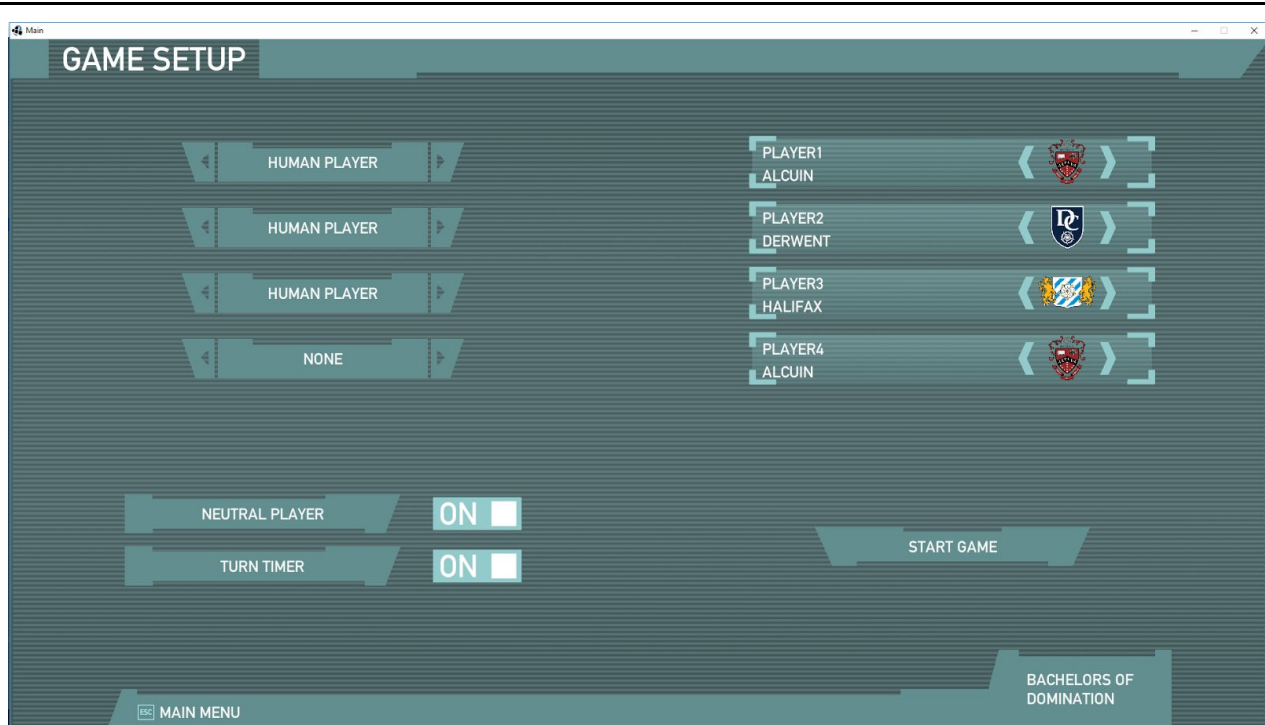 Main
GAME SETUP
HUMAN PLAYER
PLAYER1
ALCUIN
HUMAN PLAYER
PLAYER2
DERWENT
HUMAN PLAYER
PLAYER3
HALIFAX
NONE
PLAYER4
ALCUIN
NEUTRAL PLAYER
ON
TURN TIMER
ON
START GAME
BACHELORS OF
DOMINATION
ESC MAIN MENU